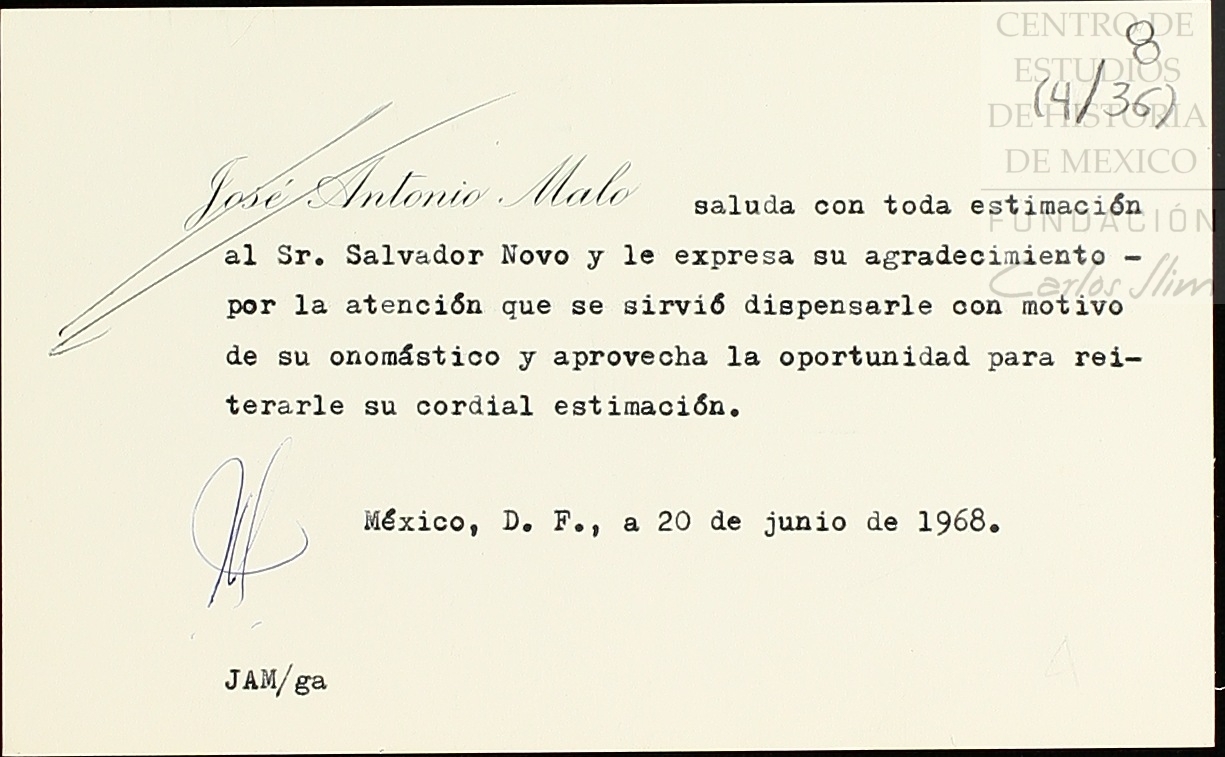 CENTRO DE
ESTUDIOS
DE HISTORIA
DE MEXICO
FUNDACIÓN
Carlos Slim
8
(4/36)
José Antonio Malo saluda con toda estimación
al Sr. Salvador Novo y le expresa su agradecimiento -
por la atención que se sirvió dispensarle con motivo
de su onomástico y aprovecha la oportunidad para rei-
terarle su cordial estimación.
México, D. F., a 20 de junio de 1968.
JAM/ga